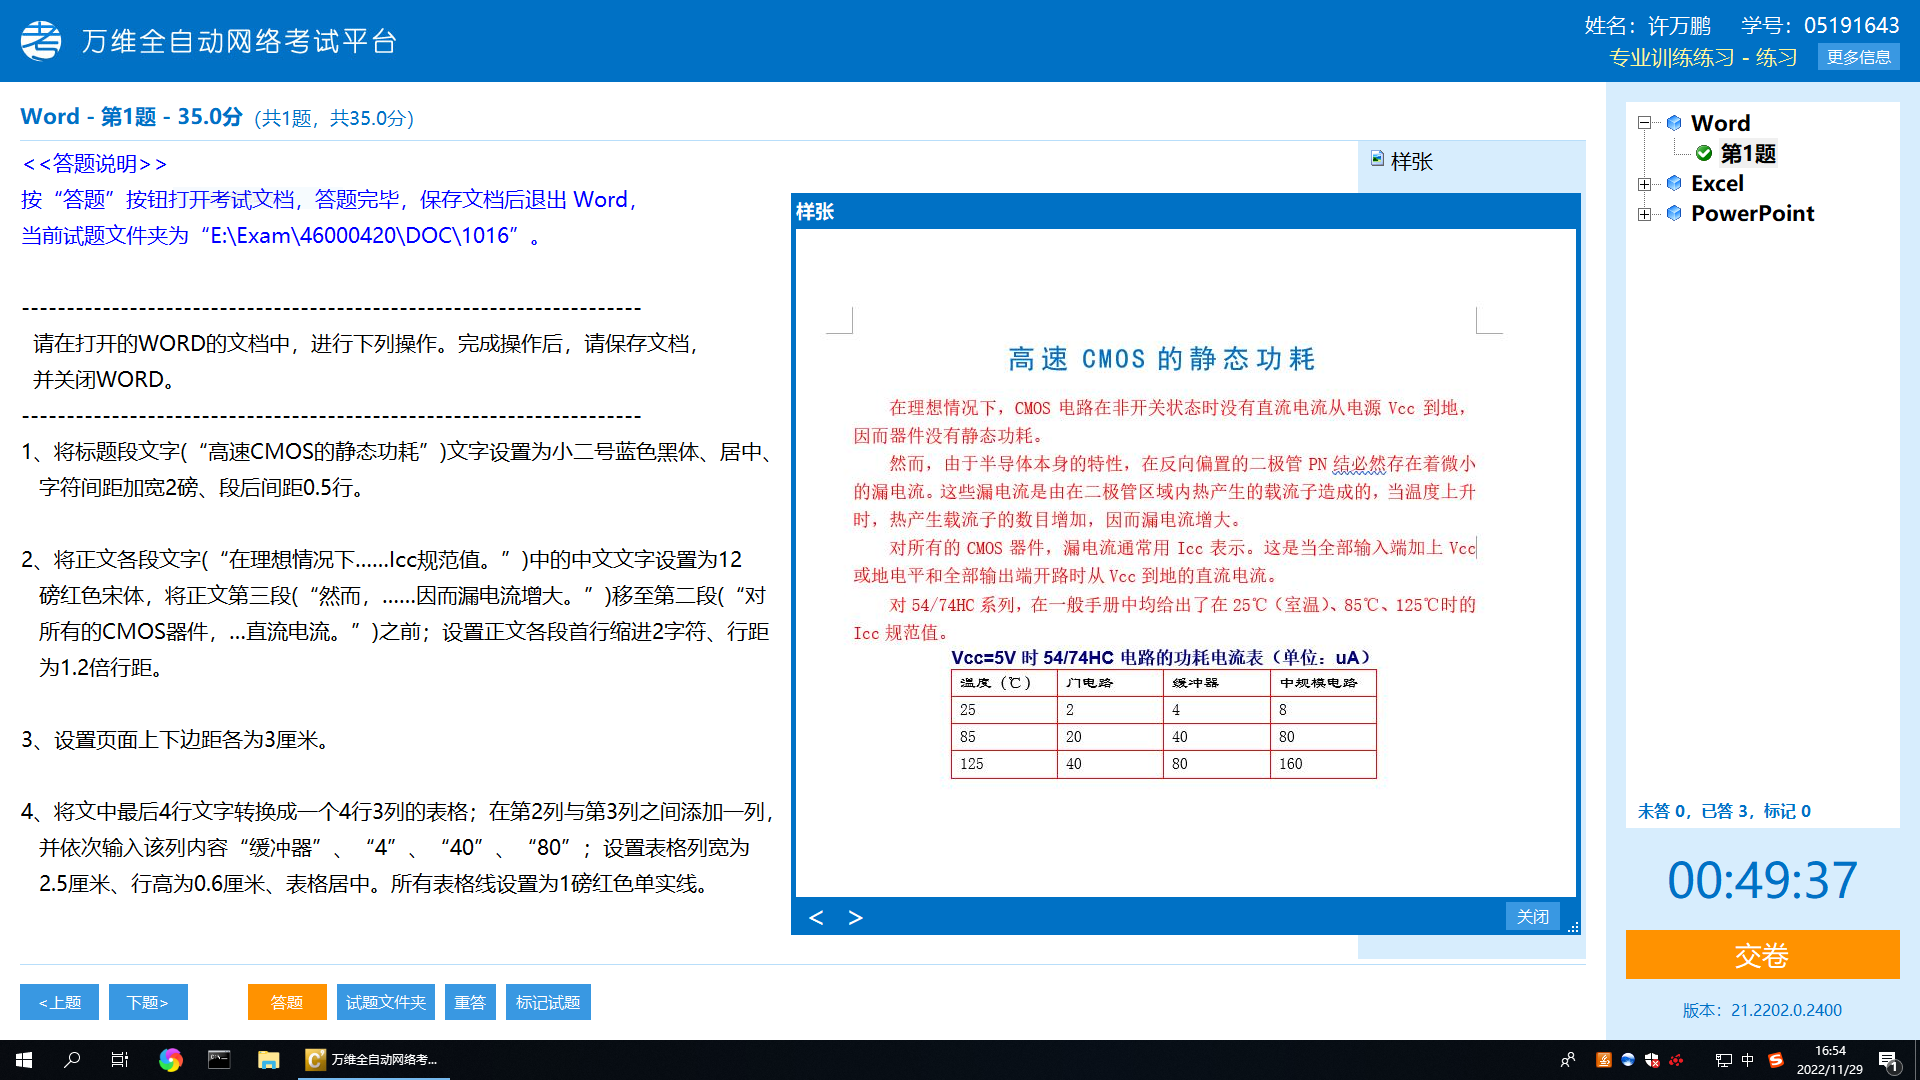 万维全自动网络考试平台
姓名：许万鹏 学号：05191643
专业训练练习 - 练习 更多信息
Word - 第1题 - 35.0分 (共1题，共35.0分)
<<答题说明>>
按“答题”按钮打开考试文档，答题完毕，保存文档后退出 Word，
当前试题文件夹为“E:\Exam\46000420\DOC\1016”。
---------------------------------------------------------------------
请在打开的WORD的文档中，进行下列操作。完成操作后，请保存文档，
并关闭WORD。
---------------------------------------------------------------------
1、将标题段文字(“高速CMOS的静态功耗”)文字设置为小二号蓝色黑体、居中、
字符间距加宽2磅、段后间距0.5行。
2、将正文各段文字(“在理想情况下......Icc规范值。”)中的中文文字设置为12
磅红色宋体，将正文第三段(“然而，......因而漏电流增大。”)移至第二段(“对
所有的CMOS器件，...直流电流。”)之前；设置正文各段首行缩进2字符、行距
为1.2倍行距。
3、设置页面上下边距各为3厘米。
4、将文中最后4行文字转换成一个4行3列的表格；在第2列与第3列之间添加一列，
并依次输入该列内容“缓冲器”、“4”、“40”、“80”；设置表格列宽为
2.5厘米、行高为0.6厘米、表格居中。所有表格线设置为1磅红色单实线。
样张
样张
高速 CMOS 的静态功耗
在理想情况下，CMOS 电路在非开关状态时没有直流电流从电源 Vcc 到地，
因而器件没有静态功耗。
然而，由于半导体本身的特性，在反向偏置的二极管 PN 结必然存在着微小
的漏电流。这些漏电流是由在二极管区域内热产生的载流子造成的，当温度上升
时，热产生载流子的数目增加，因而漏电流增大。
对所有的 CMOS 器件，漏电流通常用 Icc 表示。这是当全部输入端加上 Vcc
或地电平和全部输出端开路时从 Vcc 到地的直流电流。
对 54/74HC 系列，在一般手册中均给出了在 25℃（室温）、85℃、125℃时的
Icc 规范值。
Vcc=5V 时 54/74HC 电路的功耗电流表（单位：uA）
温度（℃） 门电路 缓冲器 中规模电路
25 2 4 8
85 20 40 80
125 40 80 160
< > 关闭
Word
第1题
Excel
PowerPoint
未答 0，已答 3，标记 0
00:49:37
交卷
版本：21.2202.0.2400
<上题 下题> 答题 试题文件夹 重答 标记试题
万维全自动网络考...
中
16:54
2022/11/29
1